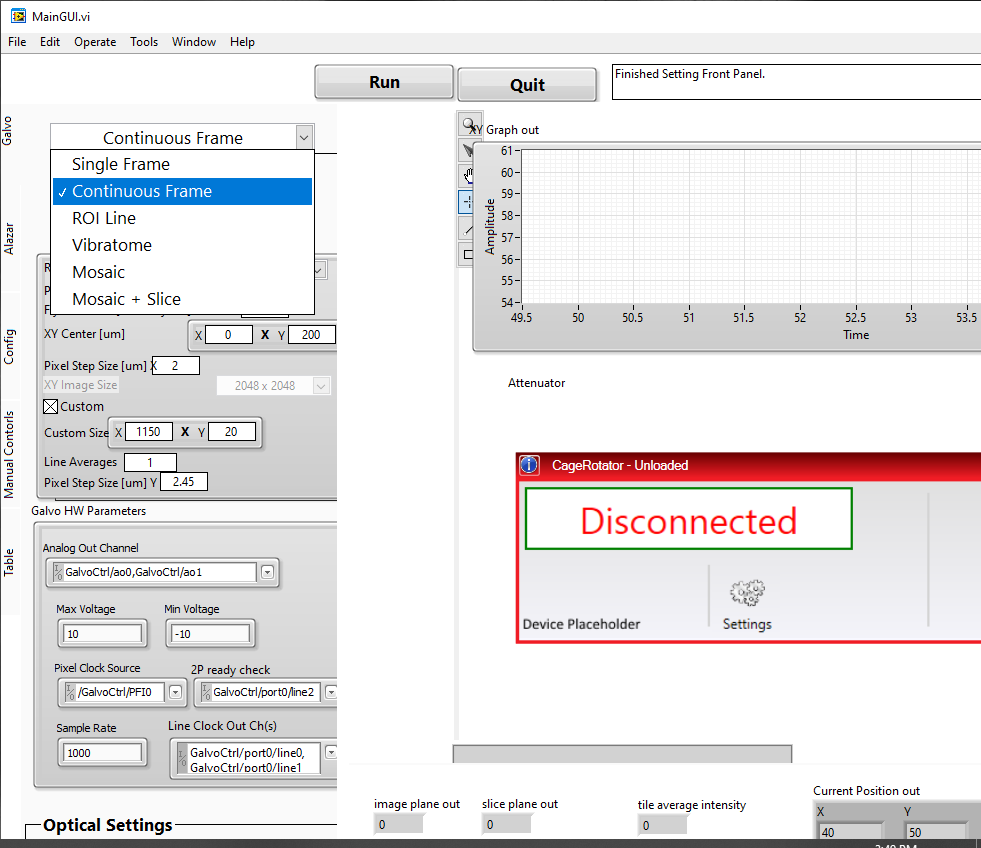 MainGUI.vi
File Edit Operate Tools Window Help
Run
Quit
Finished Setting Front Panel.
Galvo
Alazar
Config
Manual Contorls
Table
Continuous Frame
Single Frame
✓ Continuous Frame
ROI Line
Vibratome
Mosaic
Mosaic + Slice
XY Center [um]
X 0 X Y 200
Pixel Step Size [um] X 2
XY Image Size 2048 x 2048
Custom
Custom Size X 1150 X Y 20
Line Averages 1
Pixel Step Size [um] Y 2.45
Galvo HW Parameters
Analog Out Channel
GalvoCtrl/ao0,GalvoCtrl/ao1
Max Voltage Min Voltage
10 -10
Pixel Clock Source 2P ready check
/GalvoCtrl/PFI0 GalvoCtrl/port0/line2
Sample Rate Line Clock Out Ch(s)
1000 GalvoCtrl/port0/line0,
GalvoCtrl/port0/line1
Optical Settings
XY Graph out
61
60
59
58
57
56
55
54
Amplitude
49.5 50 50.5 51 51.5 52 52.5 53 53.5
Time
Attenuator
CageRotator - Unloaded
Disconnected
Device Placeholder
Settings
image plane out slice plane out tile average intensity
0 0 0
Current Position out
X Y
40 50